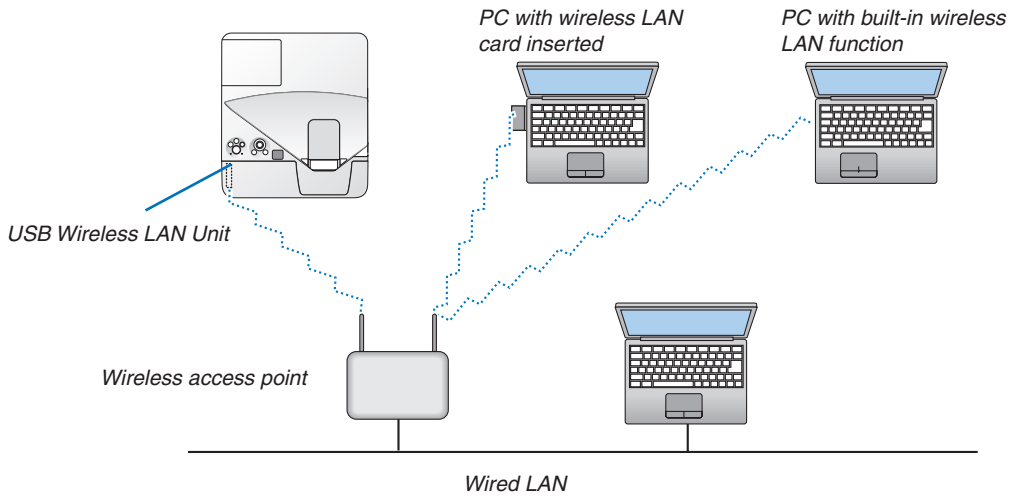 PC with wireless LAN
card inserted
PC with built-in wireless
LAN function
USB Wireless LAN Unit
Wireless access point
Wired LAN